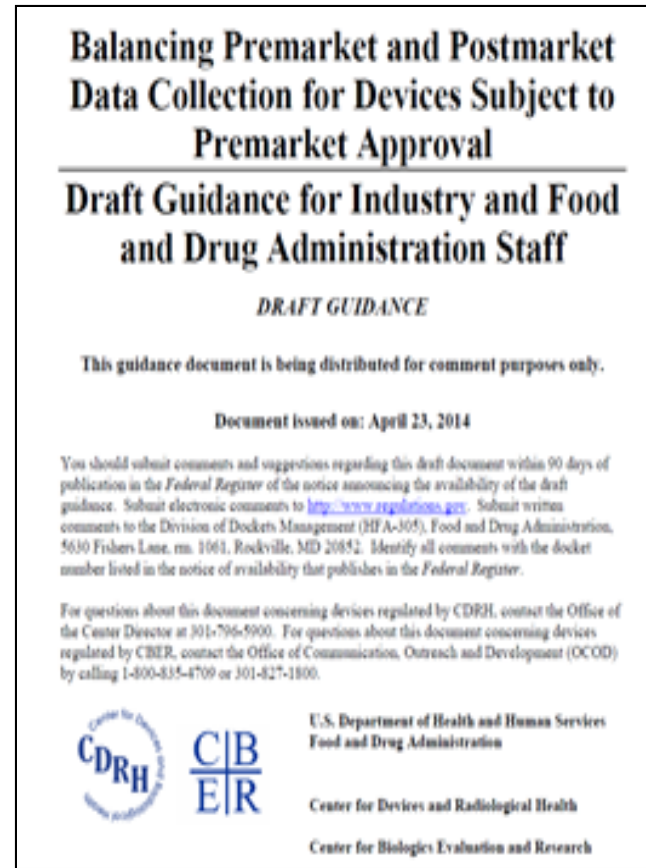 Balancing Premarket and Postmarket
Data Collection for Devices Subject to
Premarket Approval
Draft Guidance for Industry and Food
and Drug Administration Staff
DRAFT GUIDANCE
This guidance document is being distributed for comment purposes only.
Document issued on: April 23, 2014
You should submit comments and suggestions regarding this draft document within 90 days of
publication in the Federal Register of the notice announcing the availability of the draft
guidance. Submit electronic comments to http://www.regulations.gov. Submit written
comments to the Division of Dockets Management (HFA-305), Food and Drug Administration,
5630 Fishers Lane, rm. 1061, Rockville, MD 20852. Identify all comments with the docket
number listed in the notice of availability that publishes in the Federal Register.
For questions about this document concerning devices regulated by CDRH, contact the Office of
the Center Director at 301-796-5900. For questions about this document concerning devices
regulated by CBER, contact the Office of Communication, Outreach and Development (OCOD)
by calling 1-800-835-4709 or 301-827-1800.
Center for Devices and Radiological Health
CDRH
CB
ER
U.S. Department of Health and Human Services
Food and Drug Administration
Center for Devices and Radiological Health
Center for Biologics Evaluation and Research